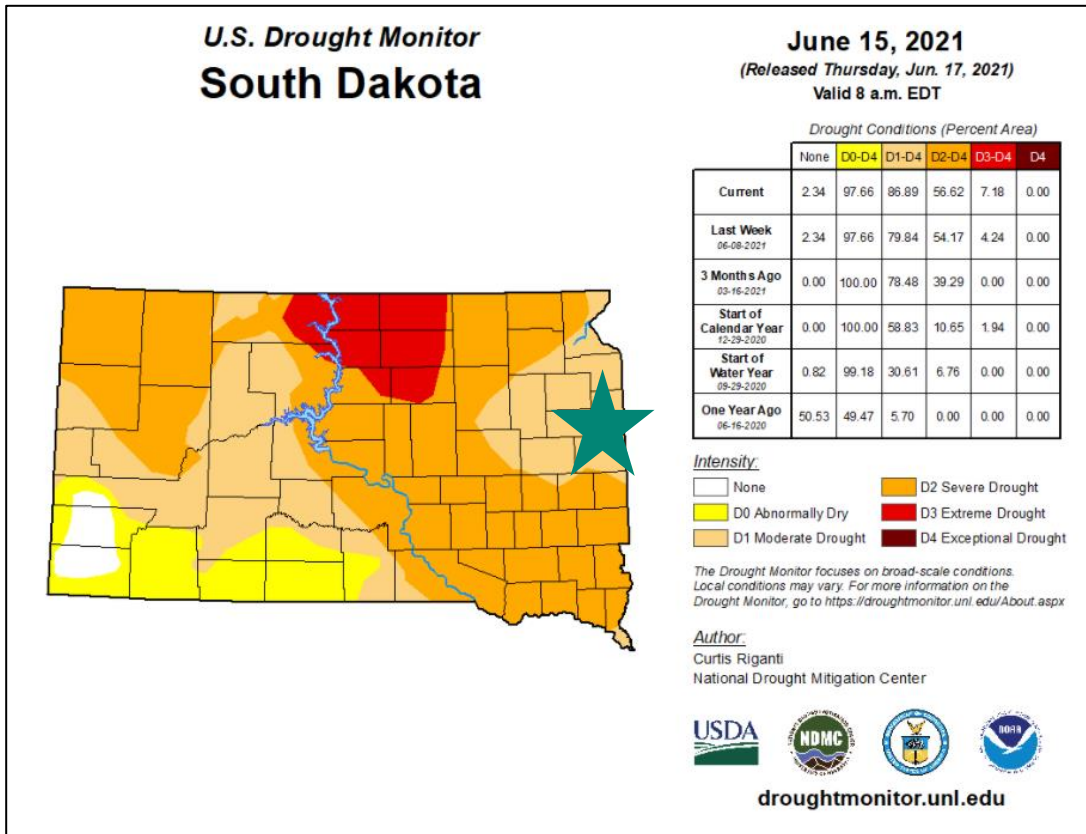 U.S. Drought Monitor
South Dakota
June 15, 2021
(Released Thursday, Jun. 17, 2021)
Valid 8 a.m. EDT
Drought Conditions (Percent Area)
None D0-D4 D1-D4 D2-D4 D3-D4 D4
Current 2.34 97.66 86.89 56.62 7.18 0.00
Last Week
06-08-2021 2.34 97.66 79.84 54.17 4.24 0.00
3 Months Ago
03-16-2021 0.00 100.00 78.48 39.29 0.00 0.00
Start of
Calendar Year
12-29-2020 0.00 100.00 58.83 10.65 1.94 0.00
Start of
Water Year
09-29-2020 0.82 99.18 30.61 6.76 0.00 0.00
One Year Ago
06-16-2020 50.53 49.47 5.70 0.00 0.00 0.00
Intensity:
None
D0 Abnormally Dry
D1 Moderate Drought
D2 Severe Drought
D3 Extreme Drought
D4 Exceptional Drought
The Drought Monitor focuses on broad-scale conditions.
Local conditions may vary. For more information on the
Drought Monitor, go to https://droughtmonitor.unl.edu/About.aspx
Author:
Curtis Riganti
National Drought Mitigation Center
USDA
NDMC
NOAA
droughtmonitor.unl.edu